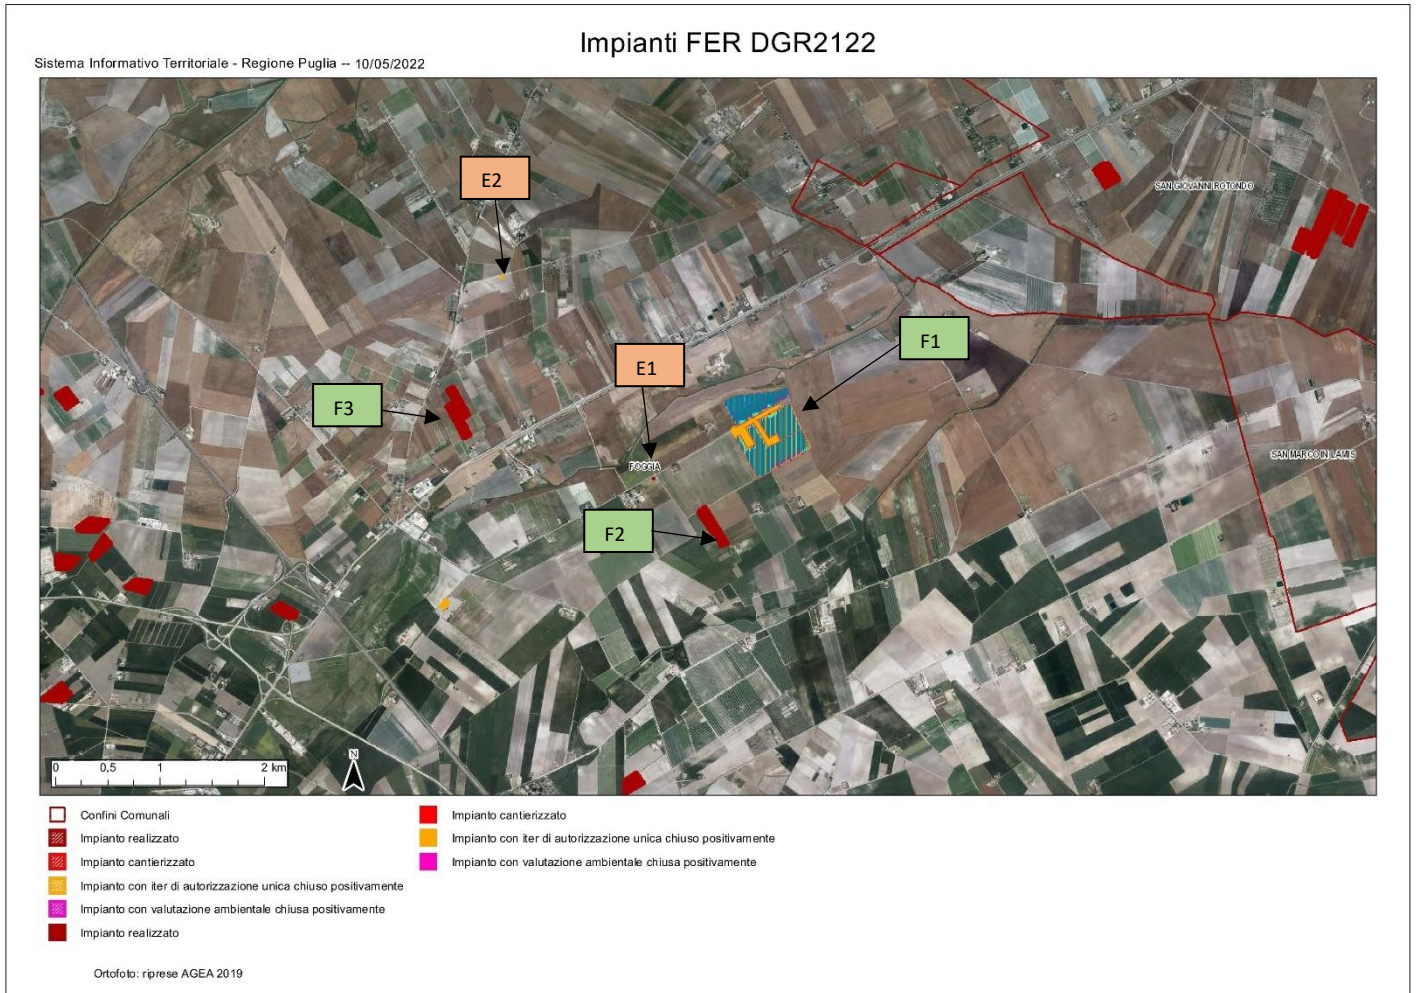 Impianti FER DGR2122
Sistema Informativo Territoriale - Regione Puglia -- 10/05/2022
E2
SAN GIOVANNI ROTONDO
F1
E1
F3
FOGGIA
SAN MARCO IN LAMIS
F2
N
0 0,5 1 2 km
Confini Comunali
Impianto realizzato
Impianto cantierizzato
Impianto con iter di autorizzazione unica chiuso positivamente
Impianto con valutazione ambientale chiusa positivamente
Impianto realizzato
Impianto cantierizzato
Impianto con iter di autorizzazione unica chiuso positivamente
Impianto con valutazione ambientale chiusa positivamente
Ortofoto: riprese AGEA 2019